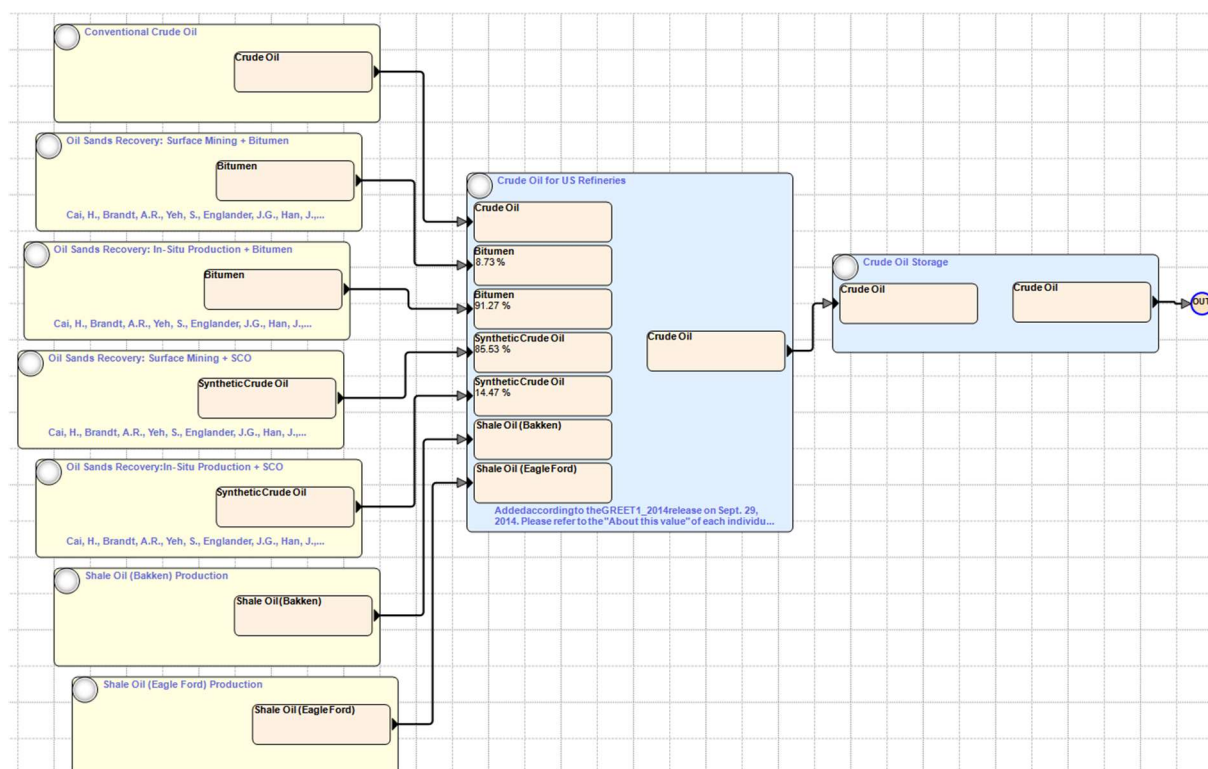 Conventional Crude Oil
Crude Oil
Oil Sands Recovery: Surface Mining + Bitumen
Bitumen
Cai, H., Brandt, A.R., Yeh, S., Englander, J.G., Han, J.,...
Oil Sands Recovery: In-Situ Production + Bitumen
Bitumen
Cai, H., Brandt, A.R., Yeh, S., Englander, J.G., Han, J.,...
Oil Sands Recovery: Surface Mining + SCO
Synthetic Crude Oil
Cai, H., Brandt, A.R., Yeh, S., Englander, J.G., Han, J.,...
Oil Sands Recovery:In-Situ Production + SCO
Synthetic Crude Oil
Cai, H., Brandt, A.R., Yeh, S., Englander, J.G., Han, J.,...
Shale Oil (Bakken) Production
Shale Oil (Bakken)
Shale Oil (Eagle Ford) Production
Shale Oil (Eagle Ford)
Crude Oil for US Refineries
Crude Oil
Bitumen
8.73 %
Bitumen
91.27 %
Synthetic Crude Oil
85.53 %
Synthetic Crude Oil
14.47 %
Shale Oil (Bakken)
Shale Oil (Eagle Ford)
Crude Oil
Added according to the GREET1_2014 release on Sept. 29,
2014. Please refer to the "About this value" of each individu...
Crude Oil Storage
Crude Oil
Crude Oil
OUT